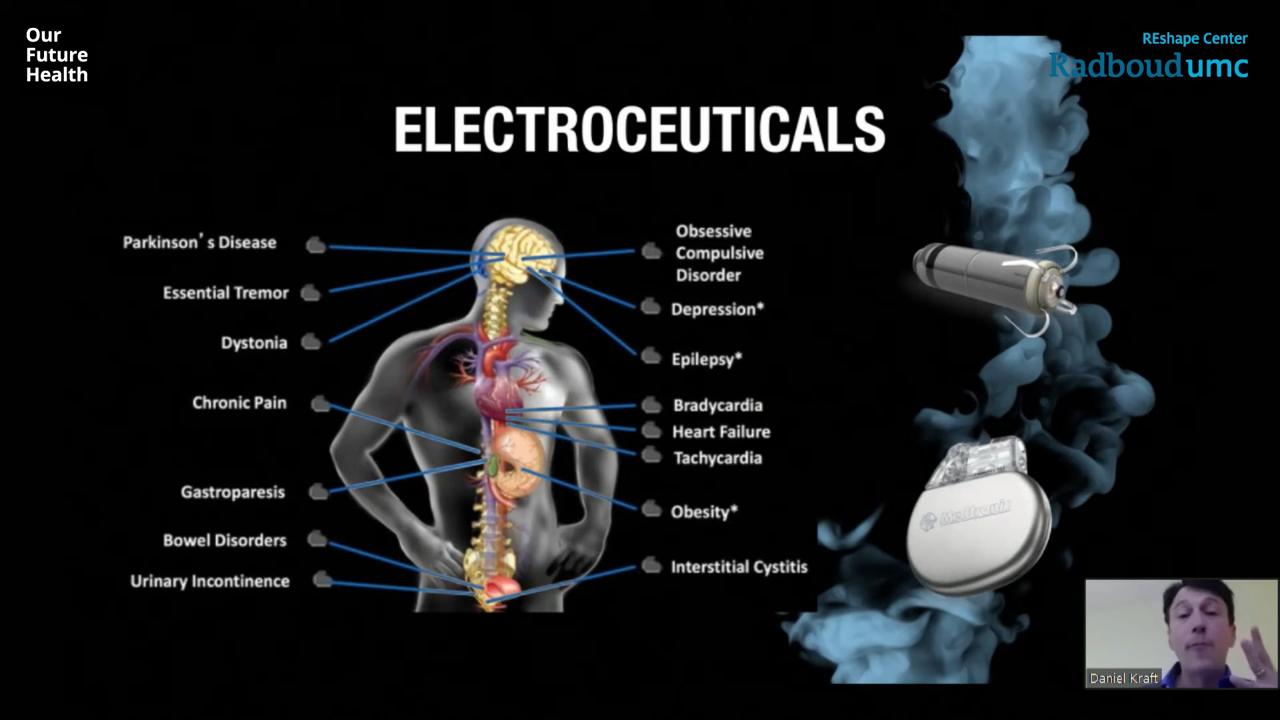 Our
Future
Health
REshape Center
Radboudumc
ELECTROCEUTICALS
Parkinson's Disease
Essential Tremor
Dystonia
Chronic Pain
Gastroparesis
Bowel Disorders
Urinary Incontinence
Obsessive
Compulsive
Disorder
Depression*
Epilepsy*
Bradycardia
Heart Failure
Tachycardia
Obesity*
Interstitial Cystitis
Medtronic
Daniel Kraft